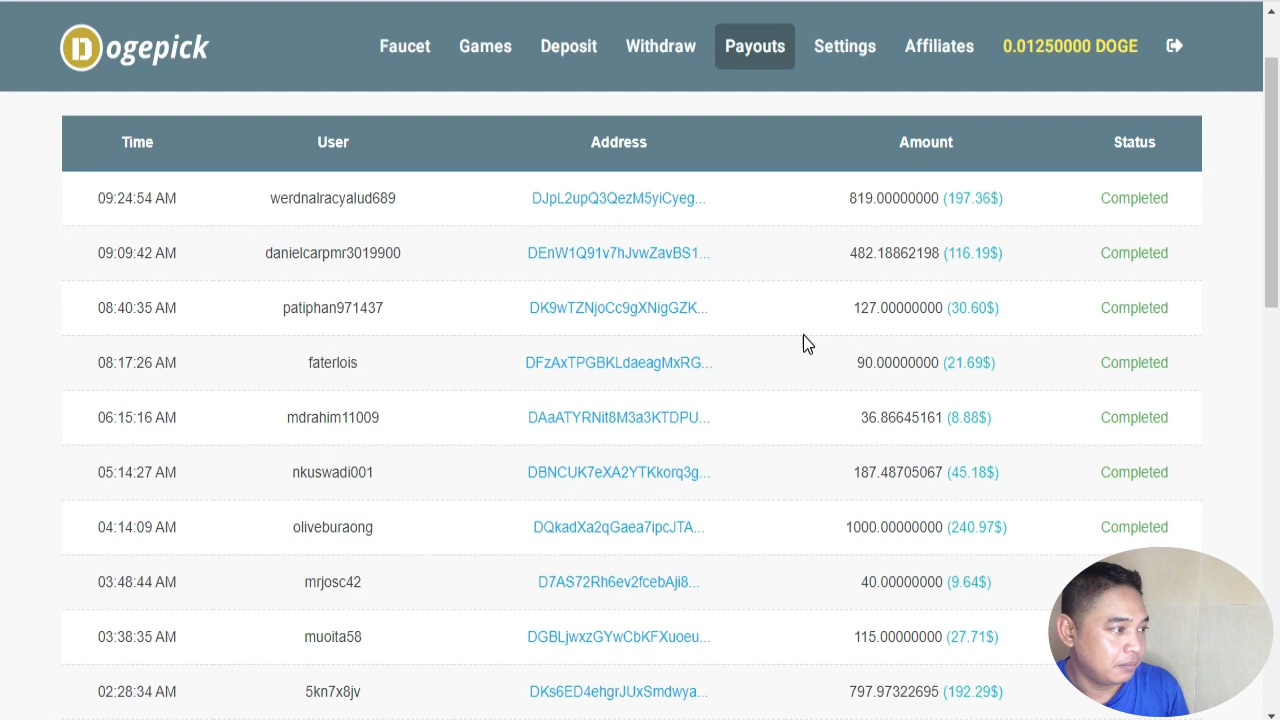 Dogepick Faucet Games Deposit Withdraw Payouts Settings Affiliates 0.01250000 DOGE
Time User Address Amount Status
09:24:54 AM werdnalracyalud689 DJpL2upQ3QezM5yiCyeg... 819.00000000 (197.36$) Completed
09:09:42 AM danielcarpmr3019900 DEnW1Q91v7hJvwZavBS1... 482.18862198 (116.19$) Completed
08:40:35 AM patiphan971437 DK9wTZNjoCc9gXNigGZK... 127.00000000 (30.60$) Completed
08:17:26 AM faterlois DFzAxTPGBKLdaeagMxRG... 90.00000000 (21.69$) Completed
06:15:16 AM mdrahim11009 DAaATYRNit8M3a3KTDPU... 36.86645161 (8.88$) Completed
05:14:27 AM nkuswadi001 DBNCUK7eXA2YTKkorq3g... 187.48705067 (45.18$) Completed
04:14:09 AM oliveburaong DQkadXa2qGaea7ipcJTA... 1000.00000000 (240.97$) Completed
03:48:44 AM mrjosc42 D7AS72Rh6ev2fcebAji8... 40.00000000 (9.64$)
03:38:35 AM muoita58 DGBLjwxzGYwCbKFXuoeu... 115.00000000 (27.71$)
02:28:34 AM 5kn7x8jv DKs6ED4ehgrJUxSmdwya... 797.97322695 (192.29$)